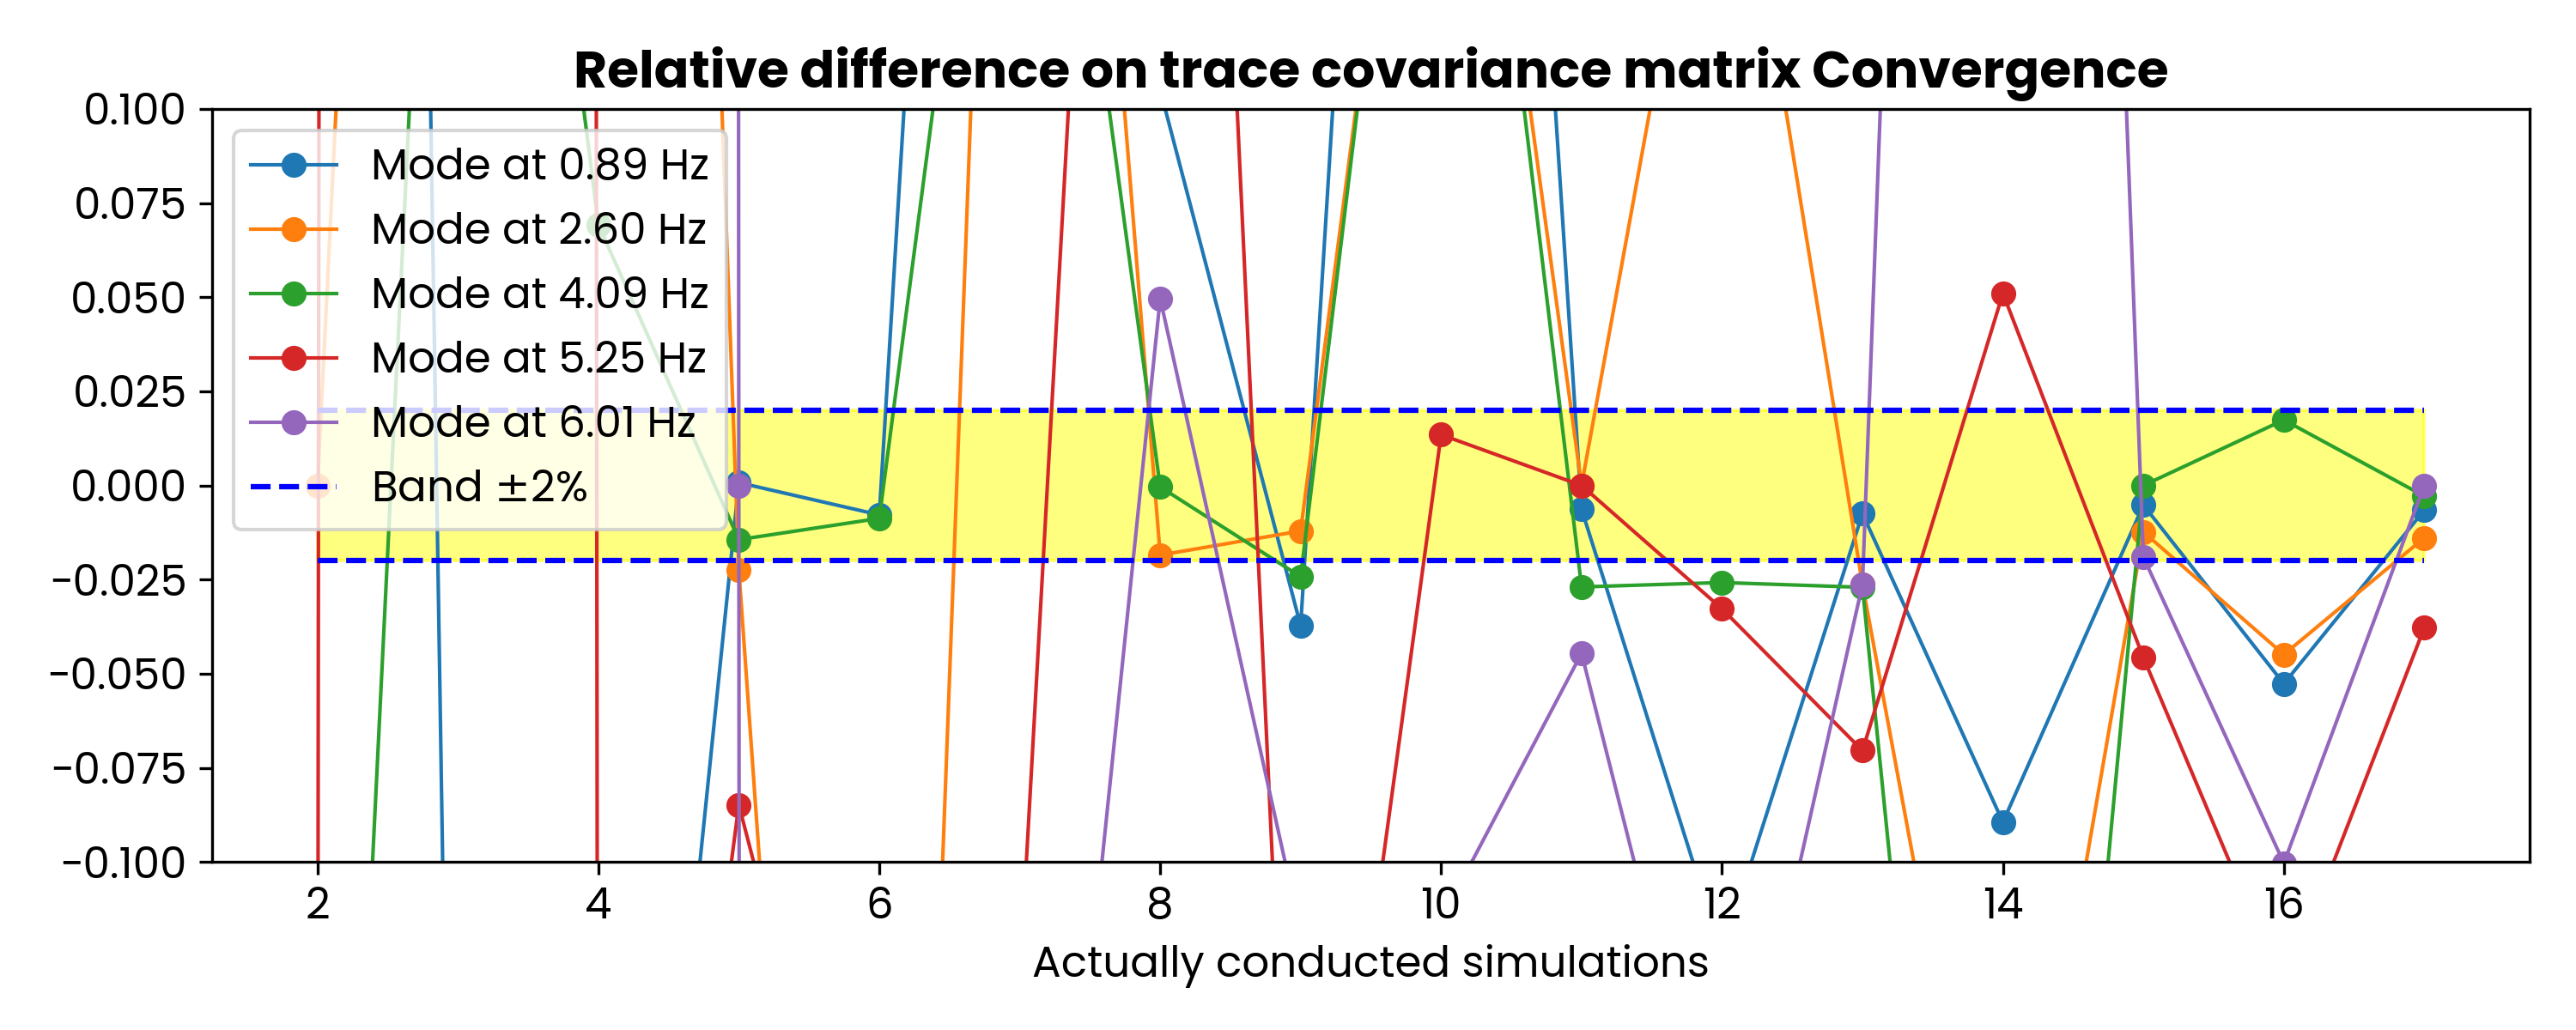 Relative difference on trace covariance matrix Convergence
0.100
0.075
0.050
0.025
0.000
−0.025
−0.050
−0.075
−0.100
Mode at 0.89 Hz
Mode at 2.60 Hz
Mode at 4.09 Hz
Mode at 5.25 Hz
Mode at 6.01 Hz
Band ±2%
2 4 6 8 10 12 14 16
Actually conducted simulations